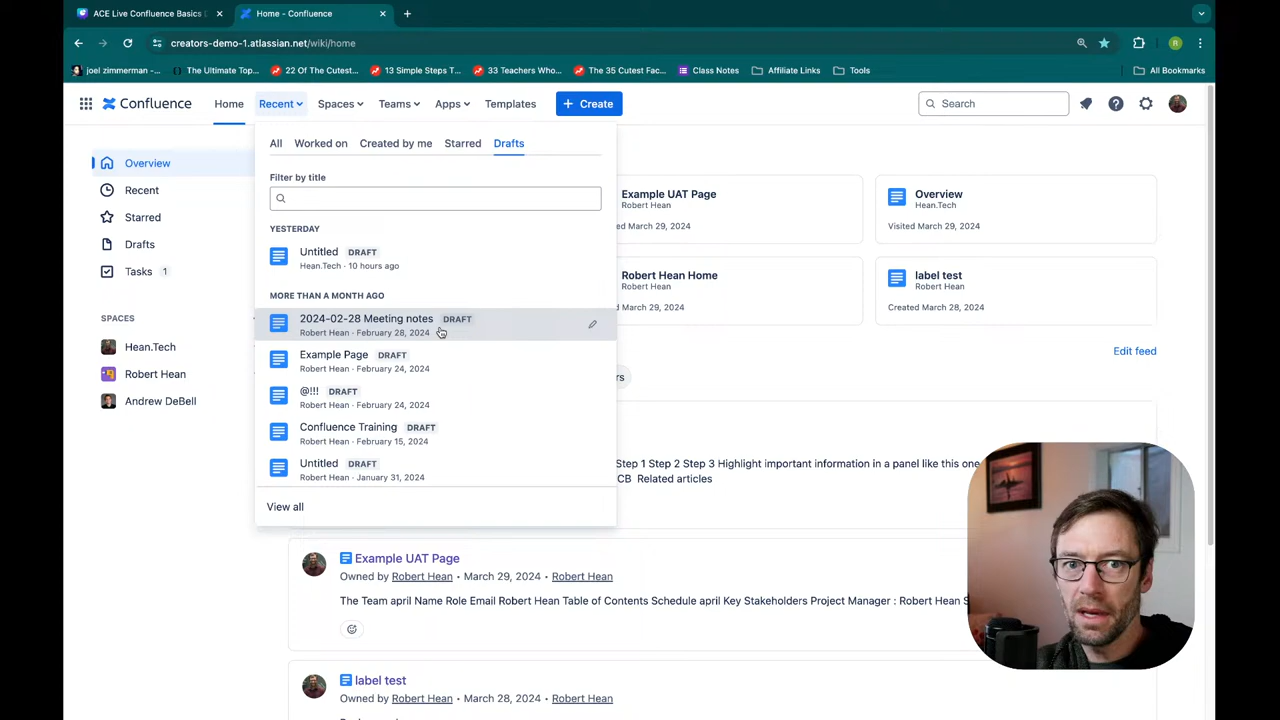 ACE Live Confluence Basics E
Home - Confluence
creators-demo-1.atlassian.net/wiki/home
joel zimmerman -...
The Ultimate Top...
22 Of The Cutest...
13 Simple Steps T...
33 Teachers Who...
The 35 Cutest Fac...
Class Notes
Affiliate Links
Tools
All Bookmarks
Confluence
Home
Recent
Spaces
Teams
Apps
Templates
+ Create
Search
Overview
Recent
Starred
Drafts
Tasks 1
SPACES
Hean.Tech
Robert Hean
Andrew DeBell
All
Worked on
Created by me
Starred
Drafts
Filter by title
YESTERDAY
Untitled DRAFT
Hean.Tech · 10 hours ago
MORE THAN A MONTH AGO
2024-02-28 Meeting notes DRAFT
Robert Hean · February 28, 2024
Example Page DRAFT
Robert Hean · February 24, 2024
@!!! DRAFT
Robert Hean · February 24, 2024
Confluence Training DRAFT
Robert Hean · February 15, 2024
Untitled DRAFT
Robert Hean · January 31, 2024
View all
Example UAT Page
Robert Hean
ed March 29, 2024
Overview
Hean.Tech
Visited March 29, 2024
Robert Hean Home
Robert Hean
ed March 29, 2024
label test
Robert Hean
Created March 28, 2024
Edit feed
rs
Step 1 Step 2 Step 3 Highlight important information in a panel like this one
CB Related articles
Example UAT Page
Owned by Robert Hean • March 29, 2024 • Robert Hean
The Team april Name Role Email Robert Hean Table of Contents Schedule april Key Stakeholders Project Manager : Robert Hean S
label test
Owned by Robert Hean • March 28, 2024 • Robert Hean